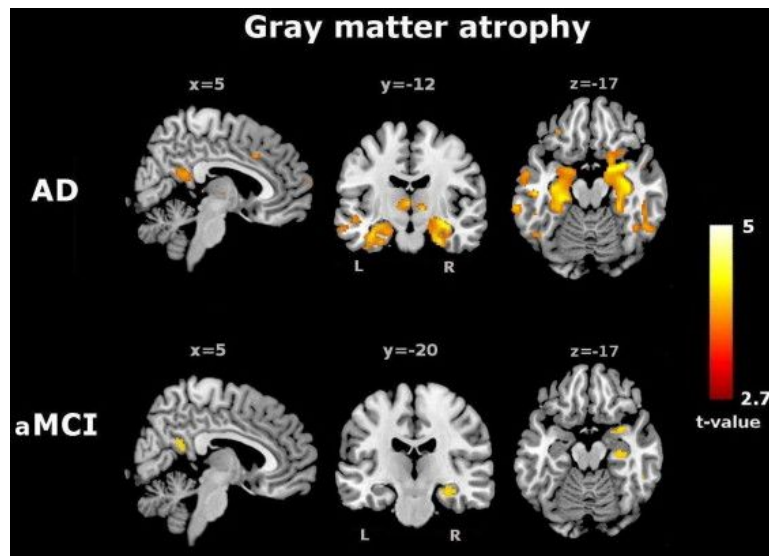 Gray matter atrophy
x=5 y=-12 z=-17
AD
L R
5
x=5 y=-20 z=-17
2.7
aMCI
t-value
L R